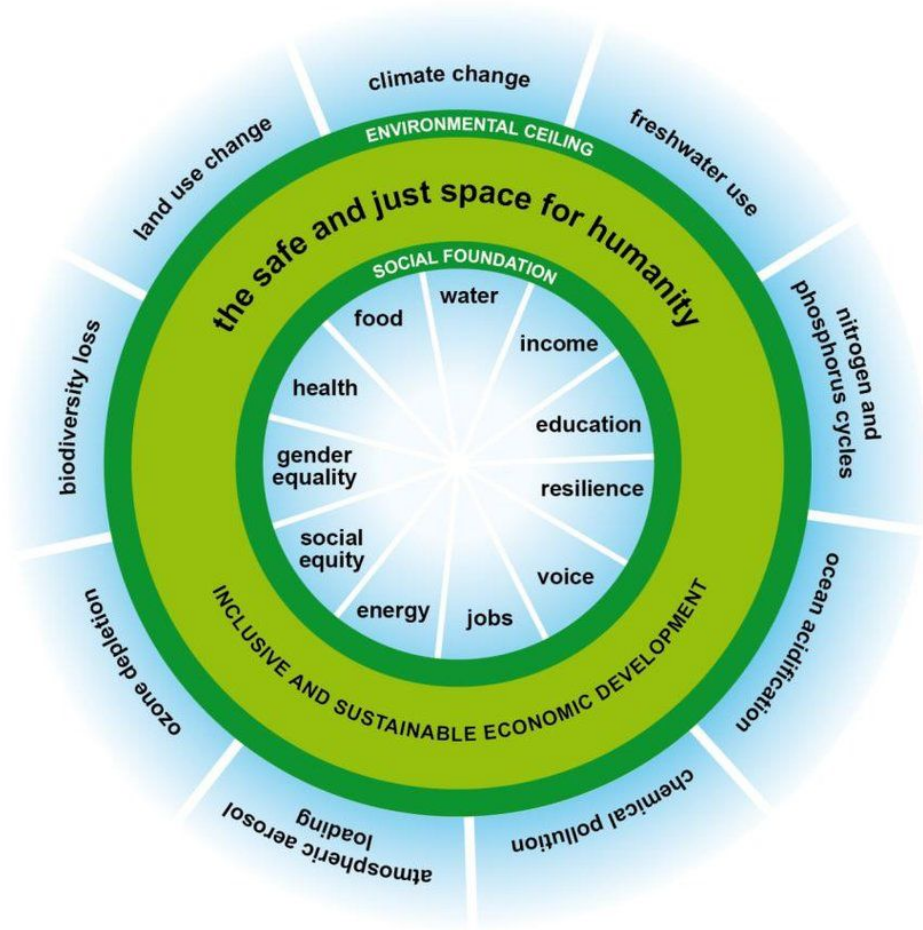 climate change
freshwater use
nitrogen and
phosphorus cycles
ocean acidification
chemical pollution
atmospheric aerosol
loading
ozone depletion
biodiversity loss
land use change
ENVIRONMENTAL CEILING
the safe and just space for humanity
SOCIAL FOUNDATION
water
income
education
resilience
voice
jobs
energy
social
equity
gender
equality
health
food
INCLUSIVE AND SUSTAINABLE ECONOMIC DEVELOPMENT